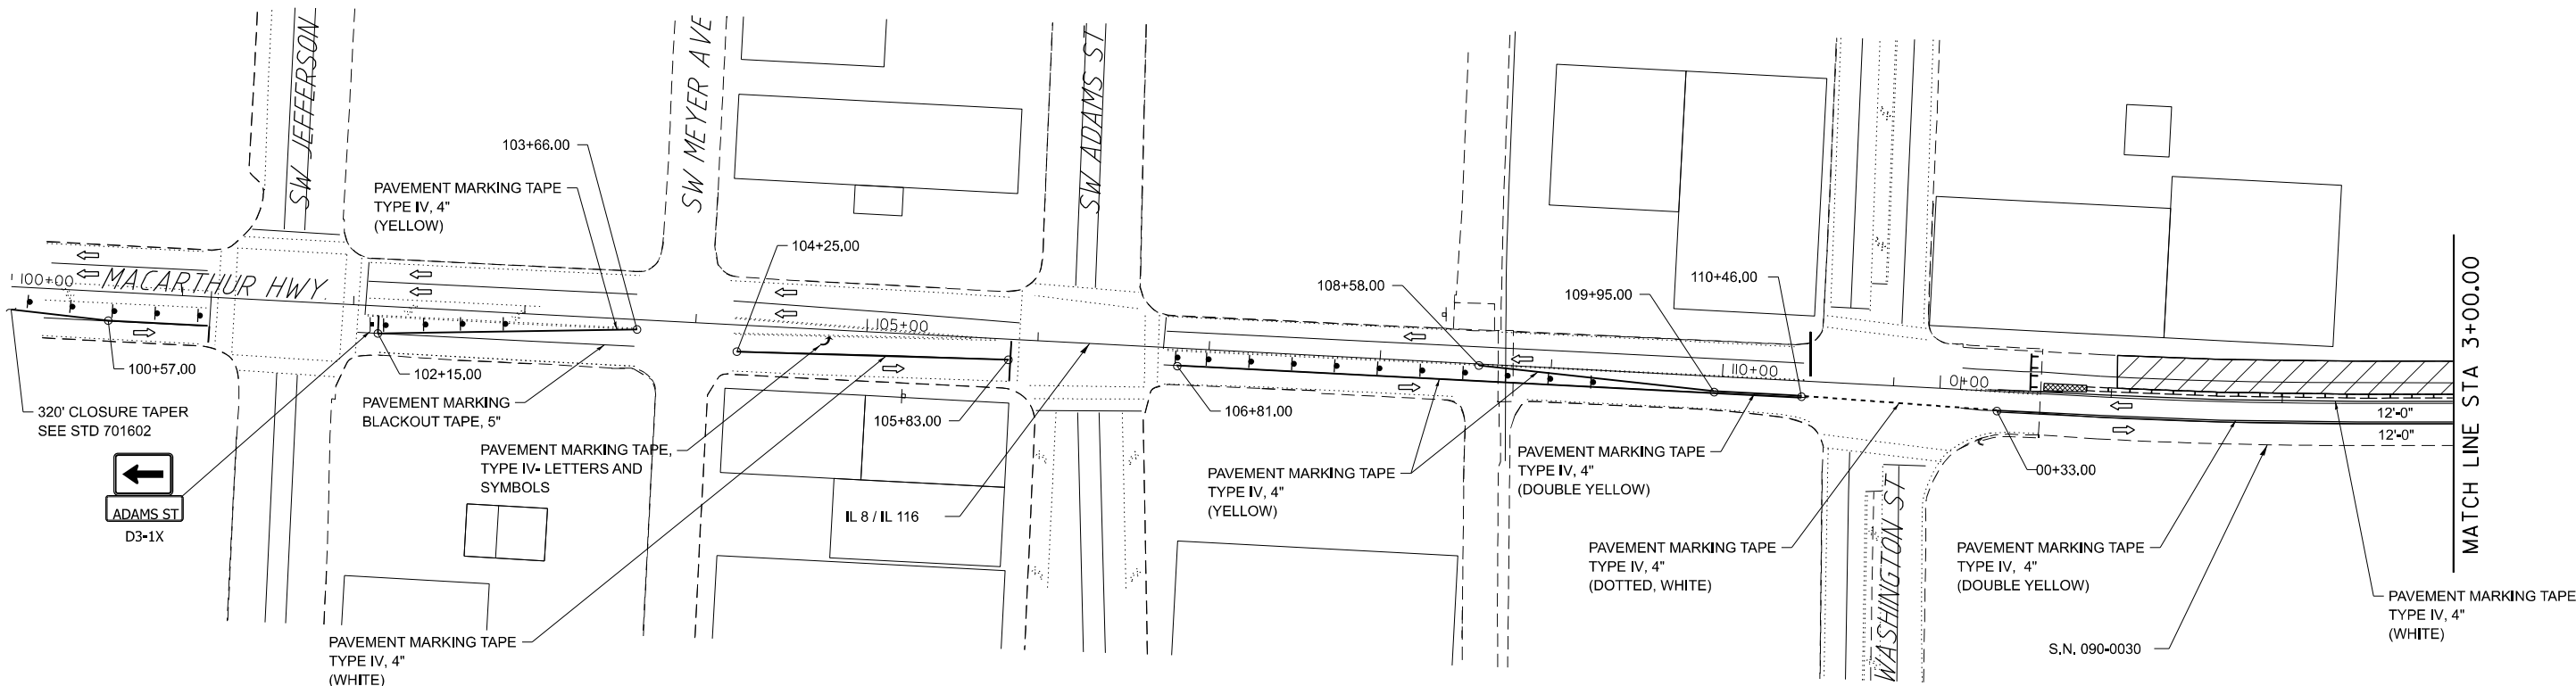 SW JEFFERSON
SW MEYER AVE
SW ADAMS ST
103+66.00
PAVEMENT MARKING TAPE
TYPE IV, 4"
(YELLOW)
104+25.00
108+58.00
109+95.00
110+46.00
100+00
MACARTHUR HWY
105+00
110+00
0+00
MATCH LINE STA 3+00.00
12'-0"
12'-0"
100+57.00
102+15.00
320' CLOSURE TAPER
SEE STD 701602
PAVEMENT MARKING
BLACKOUT TAPE, 5"
105+83.00
106+81.00
ADAMS ST
D3-1X
PAVEMENT MARKING TAPE,
TYPE IV- LETTERS AND
SYMBOLS
IL 8 / IL 116
PAVEMENT MARKING TAPE
TYPE IV, 4"
(YELLOW)
PAVEMENT MARKING TAPE
TYPE IV, 4"
(DOUBLE YELLOW)
00+33.00
WASHINGTON ST
PAVEMENT MARKING TAPE
TYPE IV, 4"
(DOTTED, WHITE)
PAVEMENT MARKING TAPE
TYPE IV, 4"
(DOUBLE YELLOW)
PAVEMENT MARKING TAPE
TYPE IV, 4"
(WHITE)
S.N. 090-0030
PAVEMENT MARKING TAPE
TYPE IV, 4"
(WHITE)